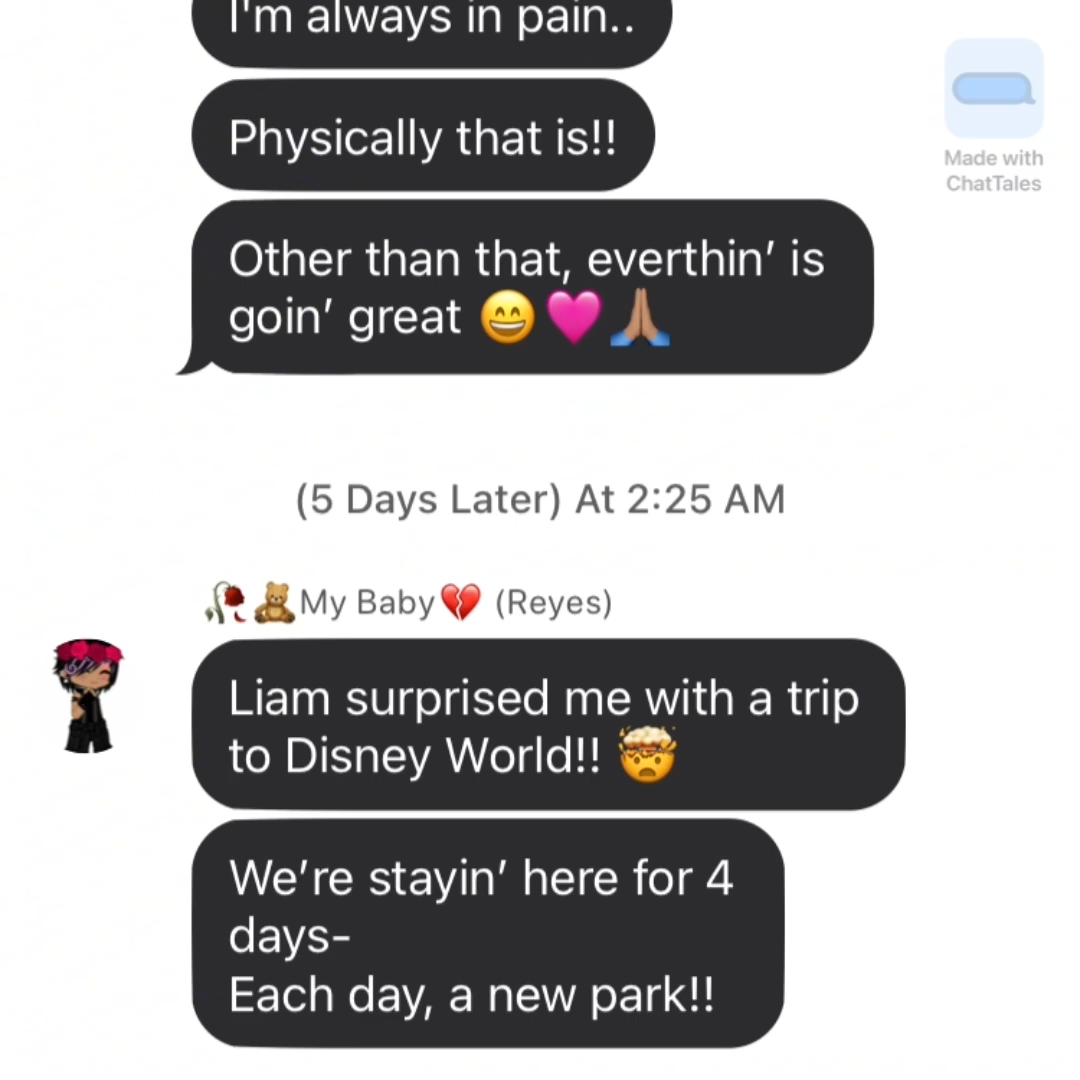 I'm always in pain..
Physically that is!!
Made with
ChatTales
Other than that, everthin’ is
goin’ great 😄🩷🙏🏽
(5 Days Later) At 2:25 AM
🥀🧸My Baby💔 (Reyes)
Liam surprised me with a trip
to Disney World!! 🤯
We’re stayin’ here for 4
days-
Each day, a new park!!